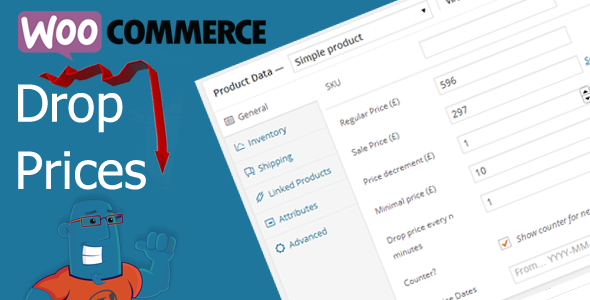 WOO COMMERCE
Drop
Prices
Product Data —
Simple product
General
Inventory
Shipping
Linked Products
Attributes
Advanced
SKU
Regular Price (£)
596
Sale Price (£)
297
Price decrement (£)
1
Minimal price (£)
10
Drop price every n
minutes
1
Counter?
Show counter for ne
Dates
From... YYYY-MM-